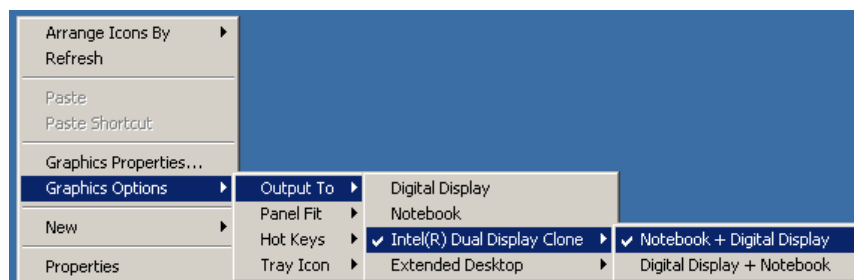 Arrange Icons By
Refresh
Paste
Paste Shortcut
Graphics Properties...
Graphics Options
New
Properties
Output To
Panel Fit
Hot Keys
Tray Icon
Digital Display
Notebook
Intel(R) Dual Display Clone
Extended Desktop
Notebook + Digital Display
Digital Display + Notebook